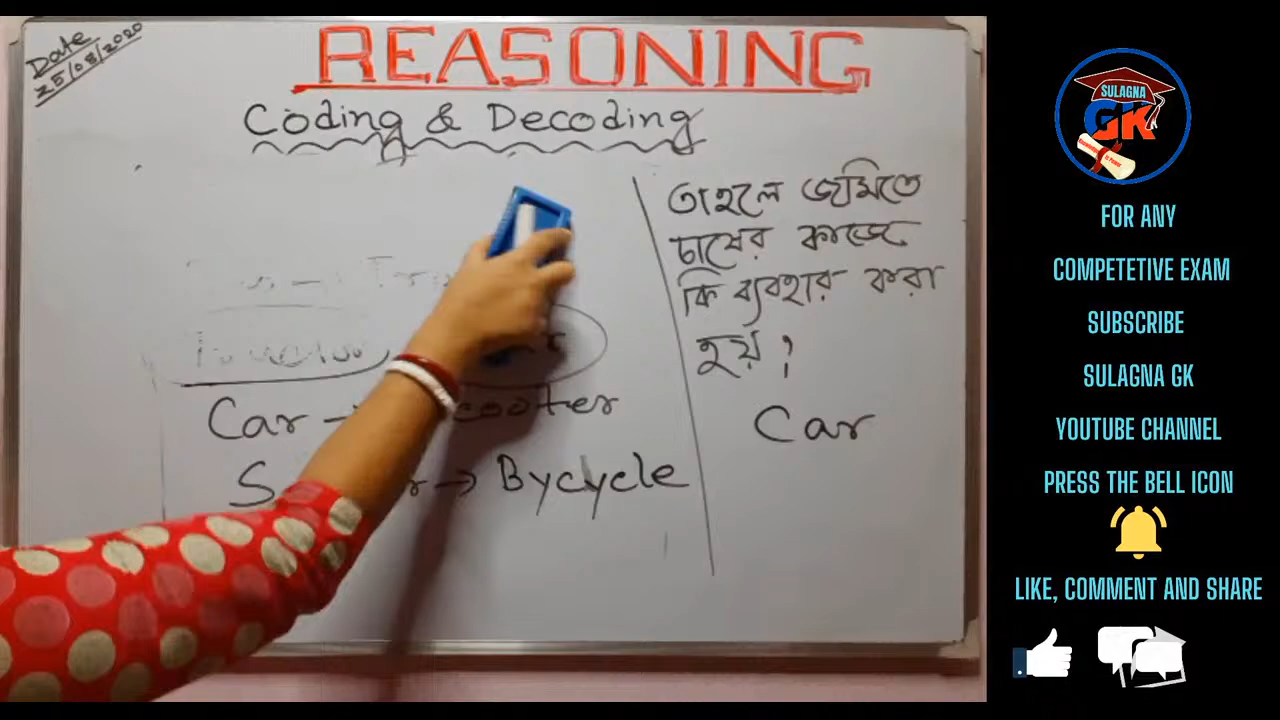 Date
25/08/2020
REASONING
Coding & Decoding
Car → Scooter
→ Bycycle
তাহলে জমিতে
চাষের কাজে
কি ব্যবহার করা
হয় ?
Car
SULAGNA
GK
FOR ANY
COMPETETIVE EXAM
SUBSCRIBE
SULAGNA GK
YOUTUBE CHANNEL
PRESS THE BELL ICON
LIKE, COMMENT AND SHARE